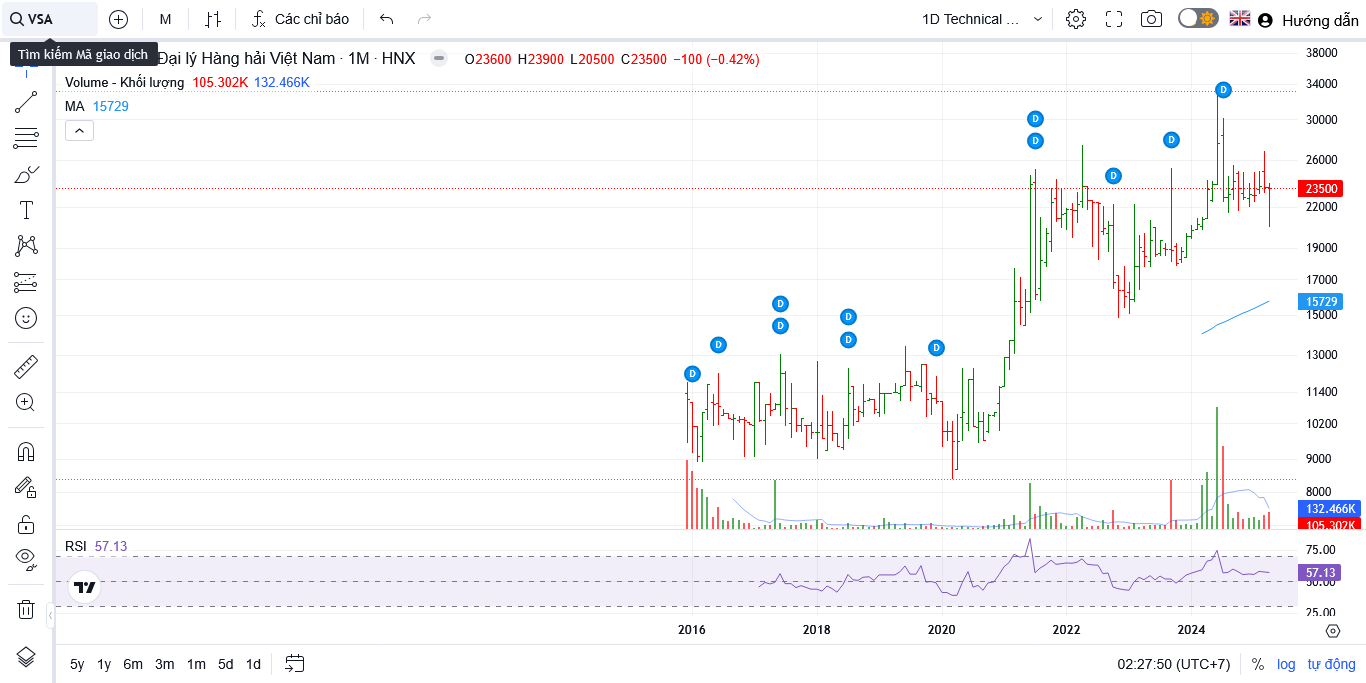 VSA M Các chỉ báo 1D Technical ... Hướng dẫn
Tìm kiếm Mã giao dịch
Đại lý Hàng hải Việt Nam · 1M · HNX O23600 H23900 L20500 C23500 −100 (−0.42%)
Volume - Khối lượng 105.302K 132.466K
MA 15729
38000
34000
30000
26000
23500
22000
19000
17000
15729
15000
13000
11400
10200
9000
8000
132.466K
105.302K
D
D
D
D
D
D
D
D
D
D
D
D
D
RSI 57.13
75.00
57.13
50.00
25.00
2016 2018 2020 2022 2024
5y 1y 6m 3m 1m 5d 1d 02:27:50 (UTC+7) % log tự động